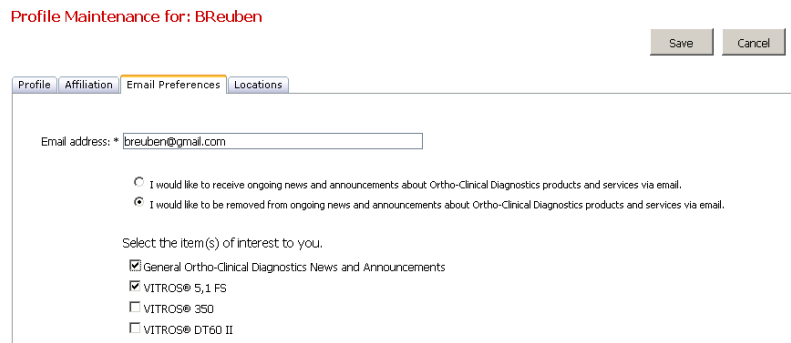 Profile Maintenance for: BReuben
Save Cancel
Profile Affiliation Email Preferences Locations
Email address: * breuben@gmail.com
I would like to receive ongoing news and announcements about Ortho-Clinical Diagnostics products and services via email.
I would like to be removed from ongoing news and announcements about Ortho-Clinical Diagnostics products and services via email.
Select the item(s) of interest to you.
General Ortho-Clinical Diagnostics News and Announcements
VITROS® 5,1 FS
VITROS® 350
VITROS® DT60 II